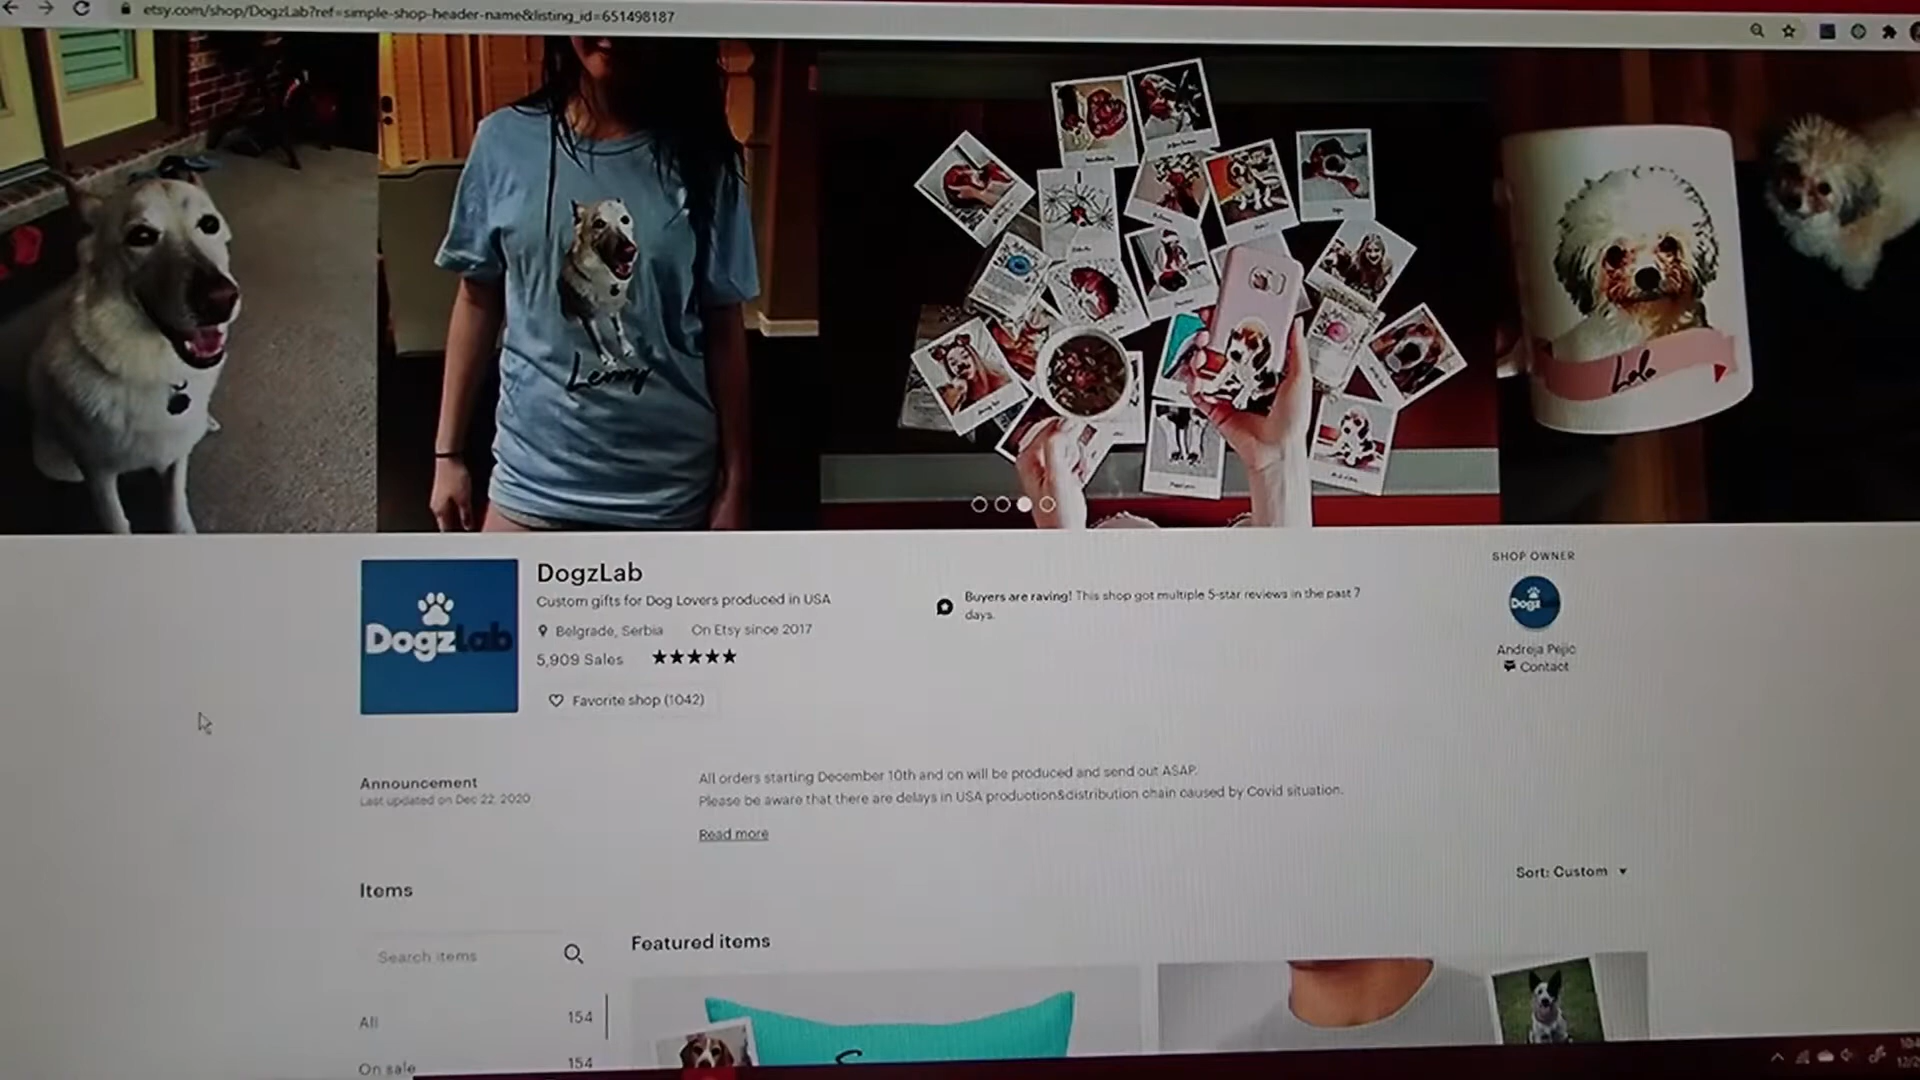 etsy.com/shop/DogzLab?ref=simple-shop-header-name&listing_id=651498187
Lenny
Lola
DogzLab
DogzLab
Custom gifts for Dog Lovers produced in USA
Belgrade, Serbia On Etsy since 2017
5,909 Sales
Favorite shop (1042)
Buyers are raving! This shop got multiple 5-star reviews in the past 7
days.
SHOP OWNER
Dogz
Andreja Pejic
Contact
Announcement
Last updated on Dec 22, 2020
All orders starting December 10th and on will be produced and send out ASAP.
Please be aware that there are delays in USA production&distribution chain caused by Covid situation.
Read more
Sort: Custom
Items
Search items
Featured items
All 154
On sale 154